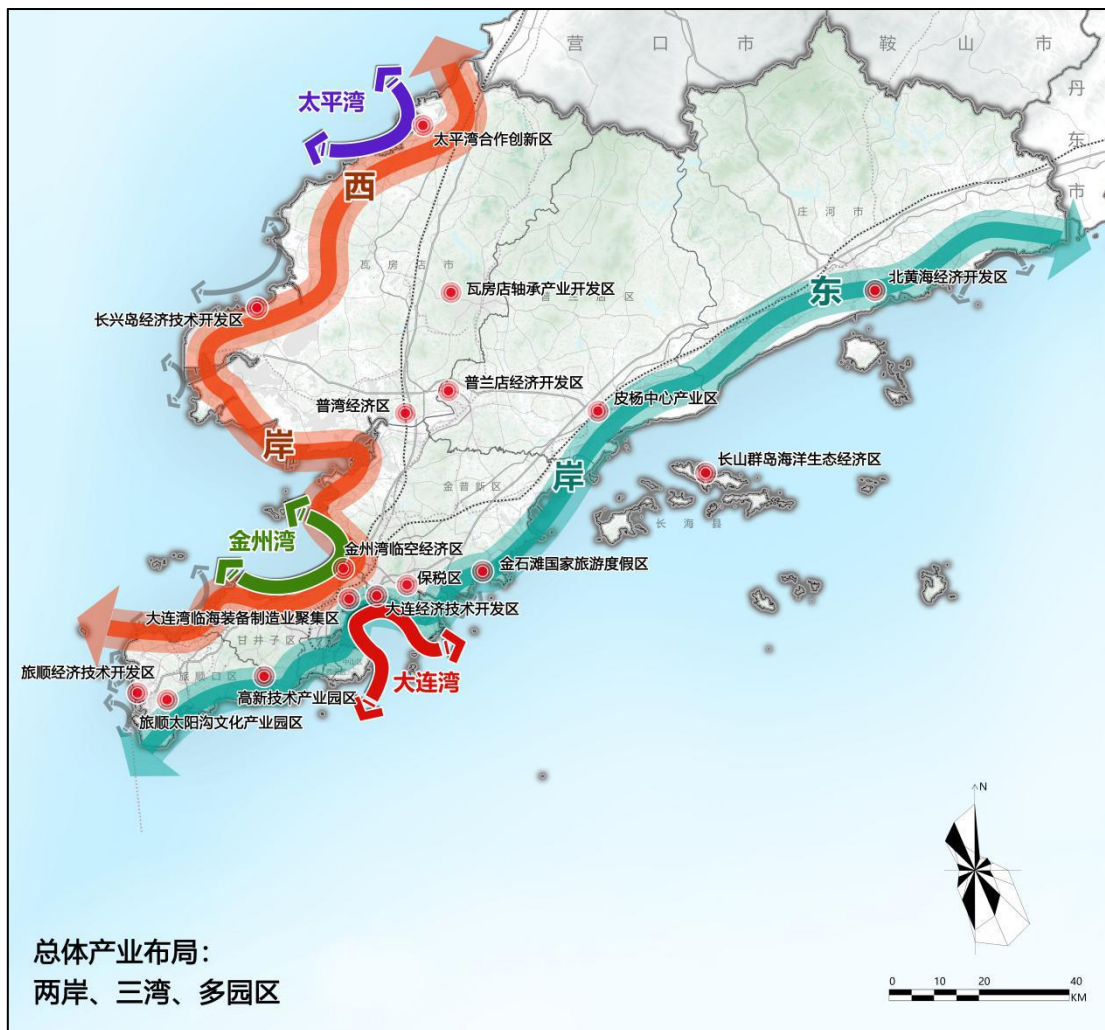 营口市
鞍山市
丹东市
太平湾
太平湾合作创新区
西
庄河市
瓦房店市
东
北黄海经济开发区
瓦房店轴承产业开发区
普兰店区
长兴岛经济技术开发区
普兰店经济开发区
普湾经济区
皮杨中心产业区
岸
岸
长山群岛海洋生态经济区
金普新区
长海县
金州湾
金州湾临空经济区
金石滩国家旅游度假区
保税区
大连湾临海装备制造业聚集区
大连经济技术开发区
甘井子区
旅顺经济技术开发区
旅顺口区
大连湾
高新技术产业园区
旅顺太阳沟文化产业园区
N
总体产业布局：
两岸、三湾、多园区
0 10 20 40
KM